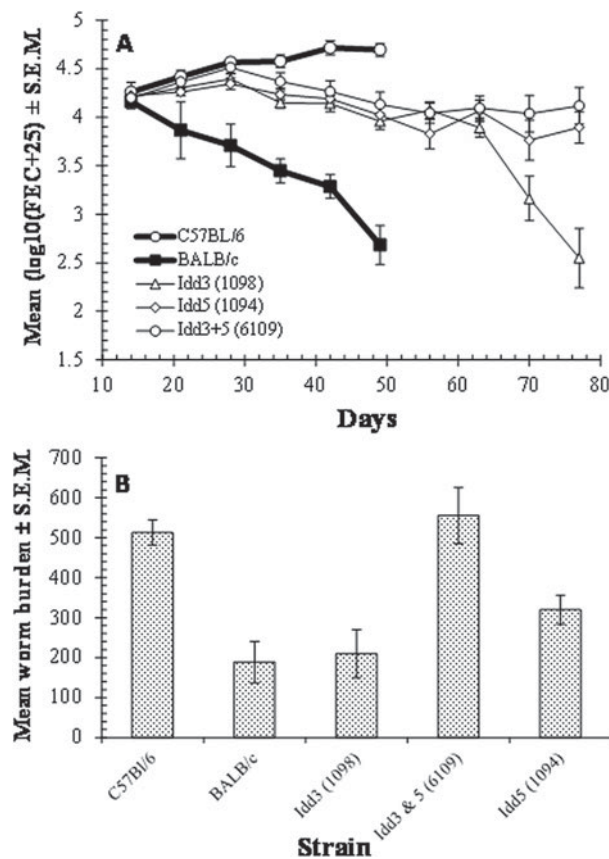 A
Mean (log10(FEC+25) ± S.E.M.
5
4.5
4
3.5
3
2.5
2
1.5
C57BL/6
BALB/c
Idd3 (1098)
Idd5 (1094)
Idd3+5 (6109)
10 20 30 40 50 60 70 80
Days
B
Mean worm burden ± S.E.M.
700
600
500
400
300
200
100
0
C57Bl/6
BALB/c
Idd3 (1098)
Idd3 & 5 (6109)
Idd5 (1094)
Strain